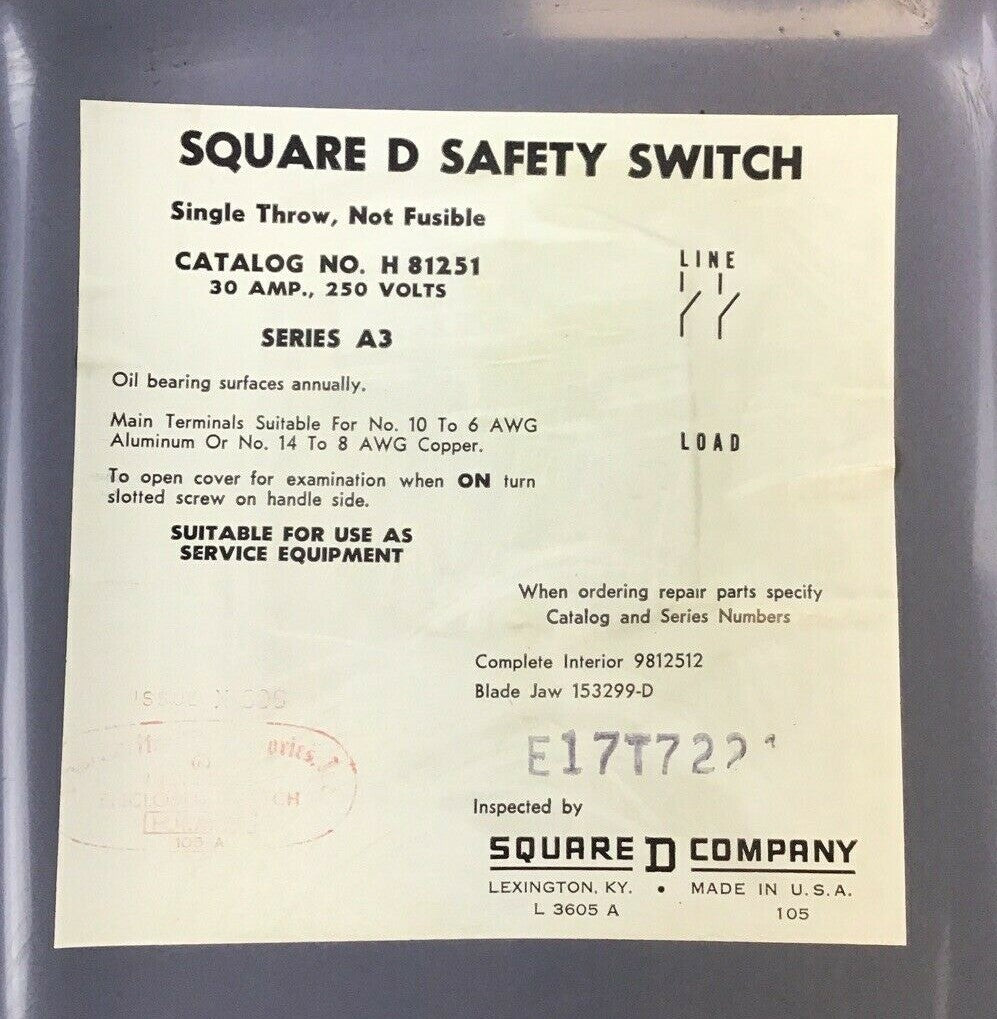 SQUARE D SAFETY SWITCH
Single Throw, Not Fusible
CATALOG NO. H 81251
30 AMP., 250 VOLTS
SERIES A3
LINE
Oil bearing surfaces annually.
Main Terminals Suitable For No. 10 To 6 AWG
Aluminum Or No. 14 To 8 AWG Copper.
LOAD
To open cover for examination when ON turn
slotted screw on handle side.
SUITABLE FOR USE AS
SERVICE EQUIPMENT
When ordering repair parts specify
Catalog and Series Numbers
Complete Interior 9812512
Blade Jaw 153299-D
Inspected by
SQUARE D COMPANY
LEXINGTON, KY. • MADE IN U.S.A.
L 3605 A 105